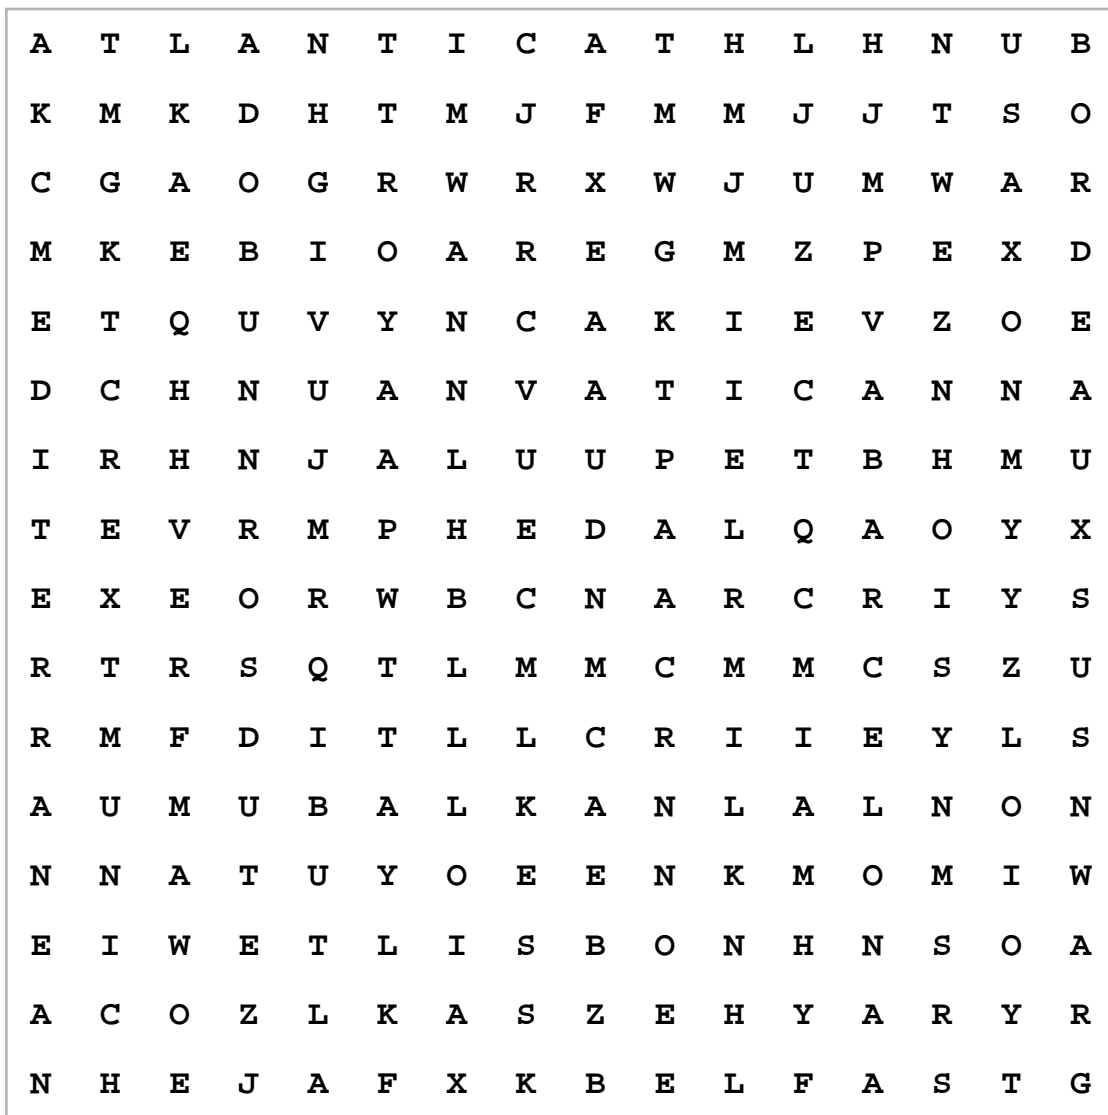 A T L A N T I C A T H L H N U B
K M K D H T M J F M M J J T S O
C G A O G R W R X W J U M W A R
M K E B I O A R E G M Z P E X D
E T Q U V Y N C A K I E V Z O E
D C H N U A N V A T I C A N N A
I R H N J A L U U P E T B H M U
T E V R M P H E D A L Q A O Y X
E X E O R W B C N A R C R I Y S
R T R S Q T L M M C M M C S Z U
R M F D I T L L C R I I E Y L S
A U M U B A L K A N L A L N O N
N N A T U Y O E E N K M O M I W
E I W E T L I S B O N H N S O A
A C O Z L K A S Z E H Y A R Y R
N H E J A F X K B E L F A S T G